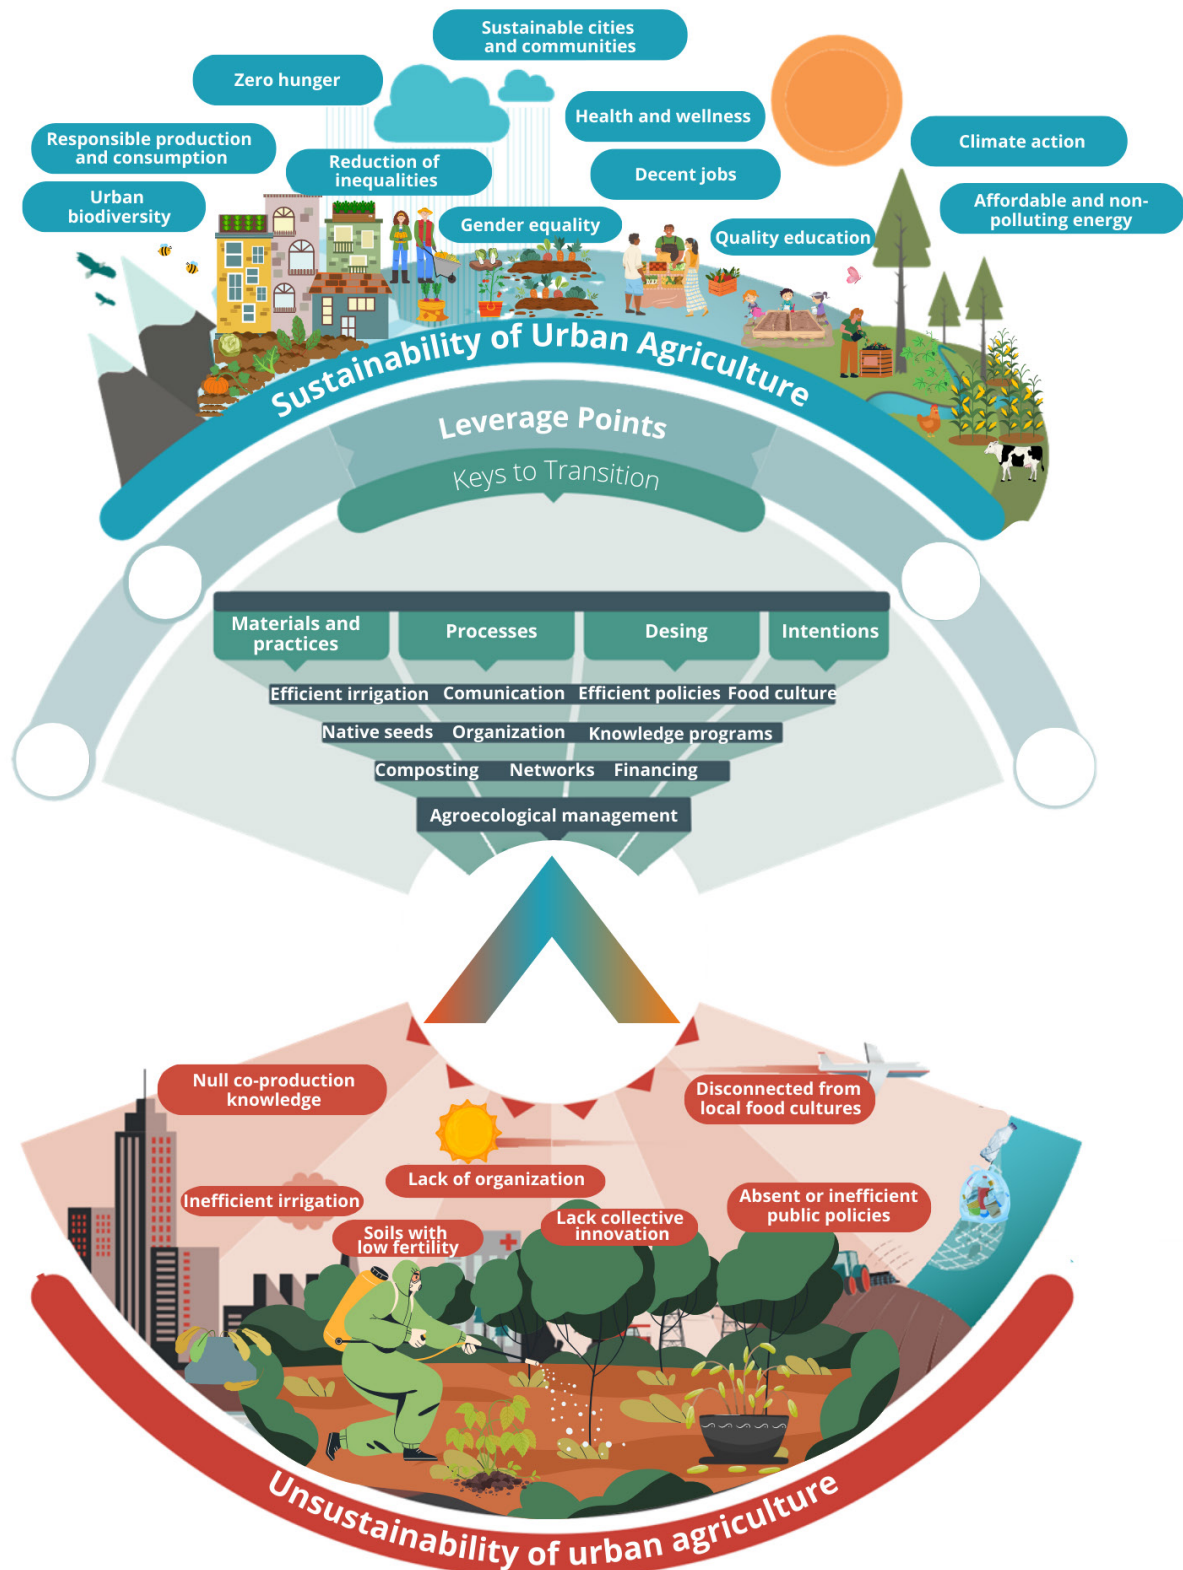 Sustainable cities
and communities
Zero hunger
Health and wellness
Responsible production
and consumption
Climate action
Reduction of
inequalities
Decent jobs
Urban
biodiversity
Affordable and non-
polluting energy
Gender equality
Quality education
Sustainability of Urban Agriculture
Leverage Points
Keys to Transition
Materials and
practices
Processes
Desing
Intentions
Efficient irrigation
Comunication
Efficient policies
Food culture
Native seeds
Organization
Knowledge programs
Composting
Networks
Financing
Agroecological management
Null co-production
knowledge
Disconnected from
local food cultures
Lack of organization
Inefficient irrigation
Absent or inefficient
public policies
Soils with
low fertility
Lack collective
innovation
Unsustainability of urban agriculture